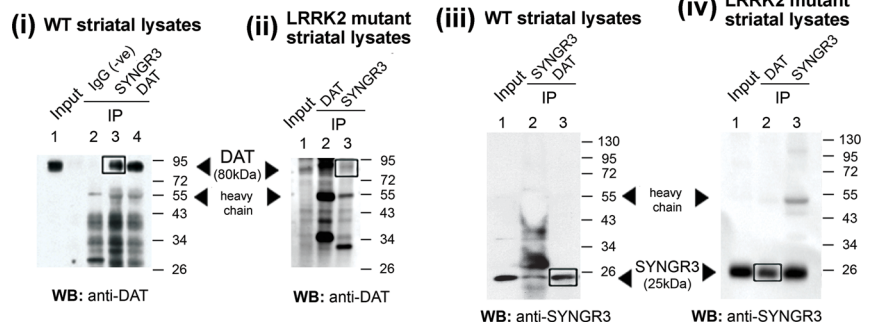 (i) WT striatal lysates
Input
IgG (-ve)
SYNGR3
DAT
IP
1 2 3 4
95
72
55
43
34
26
WB: anti-DAT
DAT
(80kDa)
heavy
chain
(ii) LRRK2 mutant
striatal lysates
Input
DAT
SYNGR3
IP
1 2 3
95
72
55
43
34
26
WB: anti-DAT
(iii) WT striatal lysates
Input
SYNGR3
DAT
IP
1 2 3
130
95
72
55
43
34
26
WB: anti-SYNGR3
heavy
chain
SYNGR3
(25kDa)
(iv) LRRK2 mutant
striatal lysates
Input
DAT
SYNGR3
IP
1 2 3
130
95
72
55
43
34
26
WB: anti-SYNGR3